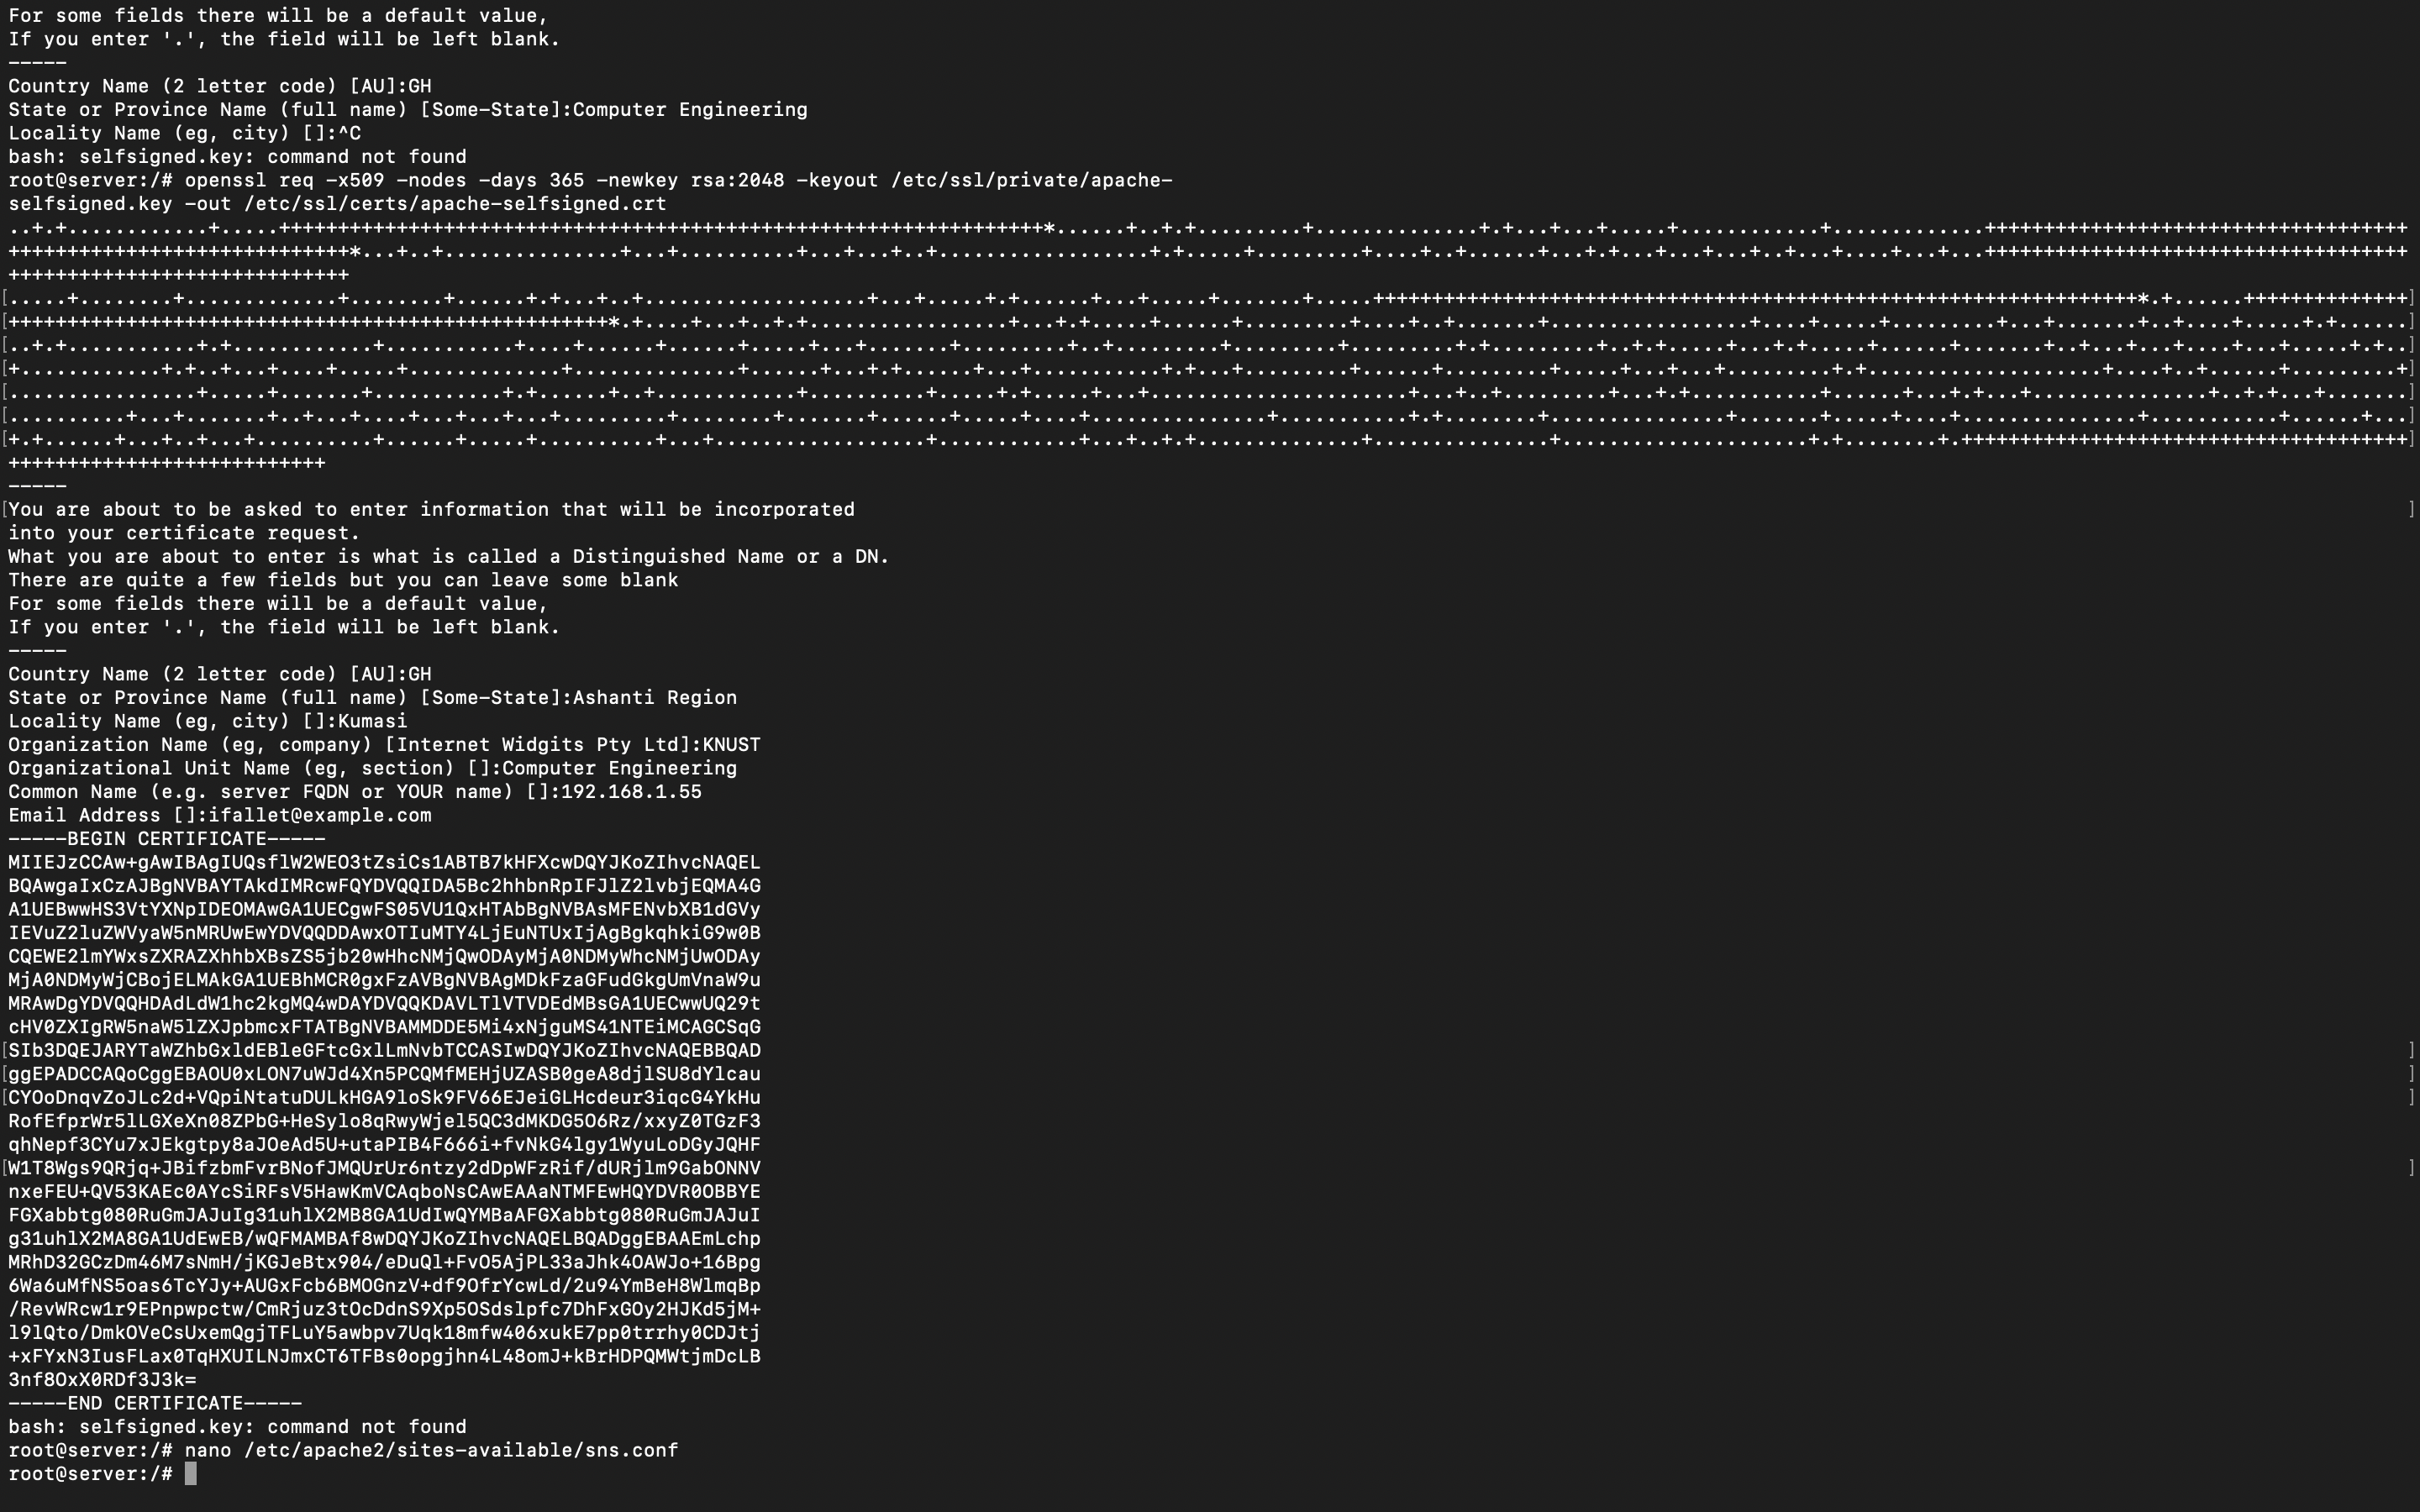 For some fields there will be a default value,
If you enter '.', the field will be left blank.
-----
Country Name (2 letter code) [AU]:GH
State or Province Name (full name) [Some-State]:Computer Engineering
Locality Name (eg, city) []:^C
bash: selfsigned.key: command not found
root@server:/# openssl req -x509 -nodes -days 365 -newkey rsa:2048 -keyout /etc/ssl/private/apache-
selfsigned.key -out /etc/ssl/certs/apache-selfsigned.crt
-----
You are about to be asked to enter information that will be incorporated
into your certificate request.
What you are about to enter is what is called a Distinguished Name or a DN.
There are quite a few fields but you can leave some blank
For some fields there will be a default value,
If you enter '.', the field will be left blank.
-----
Country Name (2 letter code) [AU]:GH
State or Province Name (full name) [Some-State]:Ashanti Region
Locality Name (eg, city) []:Kumasi
Organization Name (eg, company) [Internet Widgits Pty Ltd]:KNUST
Organizational Unit Name (eg, section) []:Computer Engineering
Common Name (e.g. server FQDN or YOUR name) []:192.168.1.55
Email Address []:ifallet@example.com
-----BEGIN CERTIFICATE-----
MIIEJzCCAw+gAwIBAgIUQsflW2WEO3tZsiCs1ABTB7kHFXcwDQYJKoZIhvcNAQEL
BQAwgaIxCzAJBgNVBAYTAkdIMRcwFQYDVQQIDA5Bc2hhbnRpIFJlZ2lvbjEQMA4G
A1UEBwwHS3VtYXNpIDEOMAwGA1UECgwFS05VU1QxHTAbBgNVBAsMFENvbXB1dGVy
IEVuZ2luZWVyaW5nMRUwEwYDVQQDDAwxOTIuMTY4LjEuNTUxIjAgBgkqhkiG9w0B
CQEWE2lmYWxsZXRAZXhhbXBsZS5jb20wHhcNMjQwODAyMjA0NDMyWhcNMjUwODAy
MjA0NDMyWjCBojELMAkGA1UEBhMCR0gxFzAVBgNVBAgMDkFzaGFudGkgUmVnaW9u
MRAwDgYDVQQHDAdLdW1hc2kgMQ4wDAYDVQQKDAVLTlVTVDEdMBsGA1UECwwUQ29t
cHV0ZXIgRW5naW5lZXJpbmcxFTATBgNVBAMMDDE5Mi4xNjguMS41NTEiMCAGCSqG
SIb3DQEJARYTaWZhbGxldEBleGFtcGxlLmNvbTCCASIwDQYJKoZIhvcNAQEBBQAD
ggEPADCCAQoCggEBAOU0xLON7uWJd4Xn5PCQMfMEHjUZASB0geA8djlSU8dYlcau
CYOoDnqvZoJLc2d+VQpiNtatuDULkHGA9loSk9FV66EJeiGLHcdeur3iqcG4YkHu
RofEfprWr5lLGXeXn08ZPbG+HeSylo8qRwyWjel5QC3dMKDG5O6Rz/xxyZ0TGzF3
qhNepf3CYu7xJEkgtpy8aJOeAd5U+utaPIB4F666i+fvNkG4lgy1WyuLoDGyJQHF
W1T8Wgs9QRjq+JBifzbmFvrBNofJMQUrUr6ntzy2dDpWFzRif/dURjlm9GabONNV
nxeFEU+QV53KAEc0AYcSiRFsV5HawKmVCAqboNsCAwEAAaNTMFEwHQYDVR0OBBYE
FGXabbtg080RuGmJAJuIg31uhlX2MB8GA1UdIwQYMBaAFGXabbtg080RuGmJAJuI
g31uhlX2MA8GA1UdEwEB/wQFMAMBAf8wDQYJKoZIhvcNAQELBQADggEBAAEmLchp
MRhD32GCzDm46M7sNmH/jKGJeBtx904/eDuQl+FvO5AjPL33aJhk4OAWJo+16Bpg
6Wa6uMfNS5oas6TcYJy+AUGxFcb6BMOGnzV+df9OfrYcwLd/2u94YmBeH8WlmqBp
/RevWRcw1r9EPnpwpctw/CmRjuz3tOcDdnS9Xp5OSdslpfc7DhFxGOy2HJKd5jM+
l9lQto/DmkOVeCsUxemQgjTFLuY5awbpv7Uqk18mfw406xukE7pp0trrhy0CDJtj
+xFYxN3IusFLax0TqHXUILNJmxCT6TFBs0opgjhn4L48omJ+kBrHDPQMWtjmDcLB
3nf8OxX0RDf3J3k=
-----END CERTIFICATE-----
bash: selfsigned.key: command not found
root@server:/# nano /etc/apache2/sites-available/sns.conf
root@server:/#